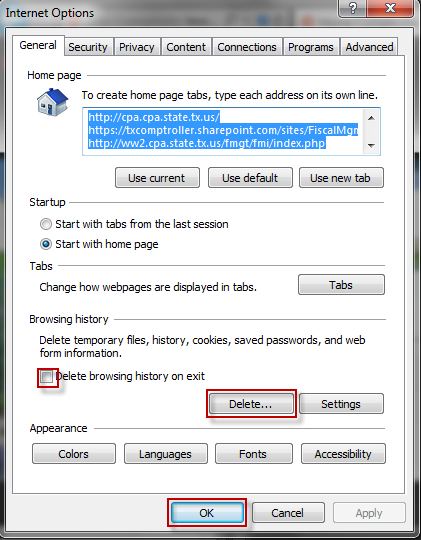 Internet Options
General Security Privacy Content Connections Programs Advanced
Home page
To create home page tabs, type each address on its own line.
http://cpa.cpa.state.tx.us/
https://txcomptroller.sharepoint.com/sites/FiscalMgm
http://ww2.cpa.state.tx.us/fmgt/fmi/index.php
Use current Use default Use new tab
Startup
Start with tabs from the last session
Start with home page
Tabs
Change how webpages are displayed in tabs. Tabs
Browsing history
Delete temporary files, history, cookies, saved passwords, and web
form information.
Delete browsing history on exit
Delete... Settings
Appearance
Colors Languages Fonts Accessibility
OK Cancel Apply